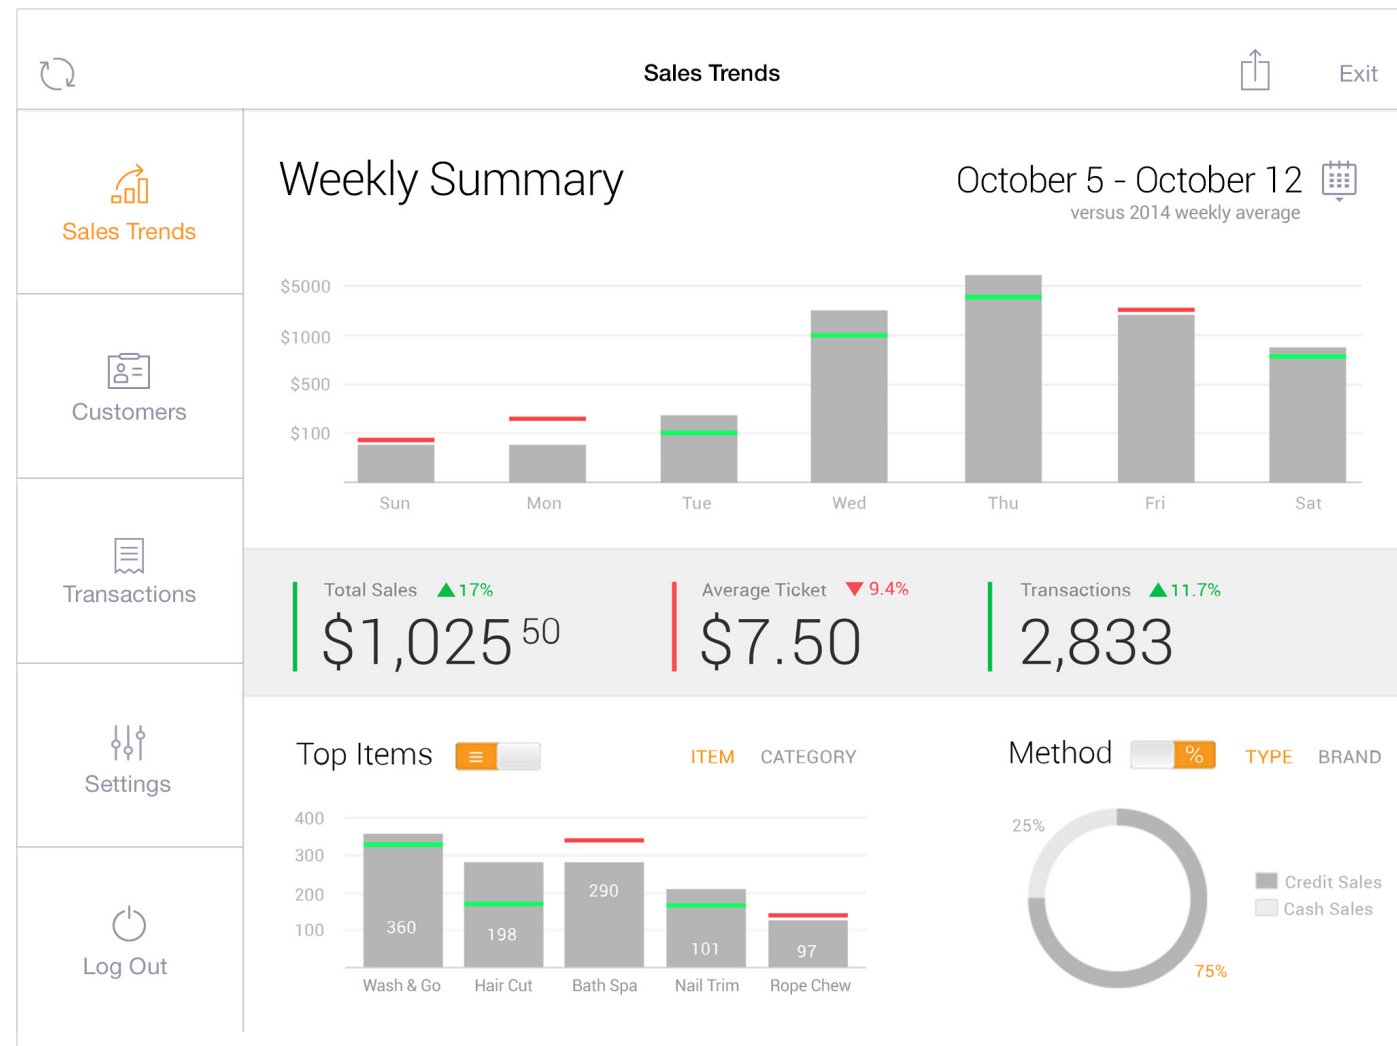 Sales Trends
Exit
Sales Trends
Customers
Transactions
Settings
Log Out
Weekly Summary
October 5 - October 12
versus 2014 weekly average
$5000
$1000
$500
$100
Sun Mon Tue Wed Thu Fri Sat
Total Sales 17%
$1,025 50
Average Ticket 9.4%
$7.50
Transactions 11.7%
2,833
Top Items
ITEM CATEGORY
400
300
200
100
360 198 290 101 97
Wash & Go Hair Cut Bath Spa Nail Trim Rope Chew
Method % TYPE BRAND
25%
75%
Credit Sales
Cash Sales